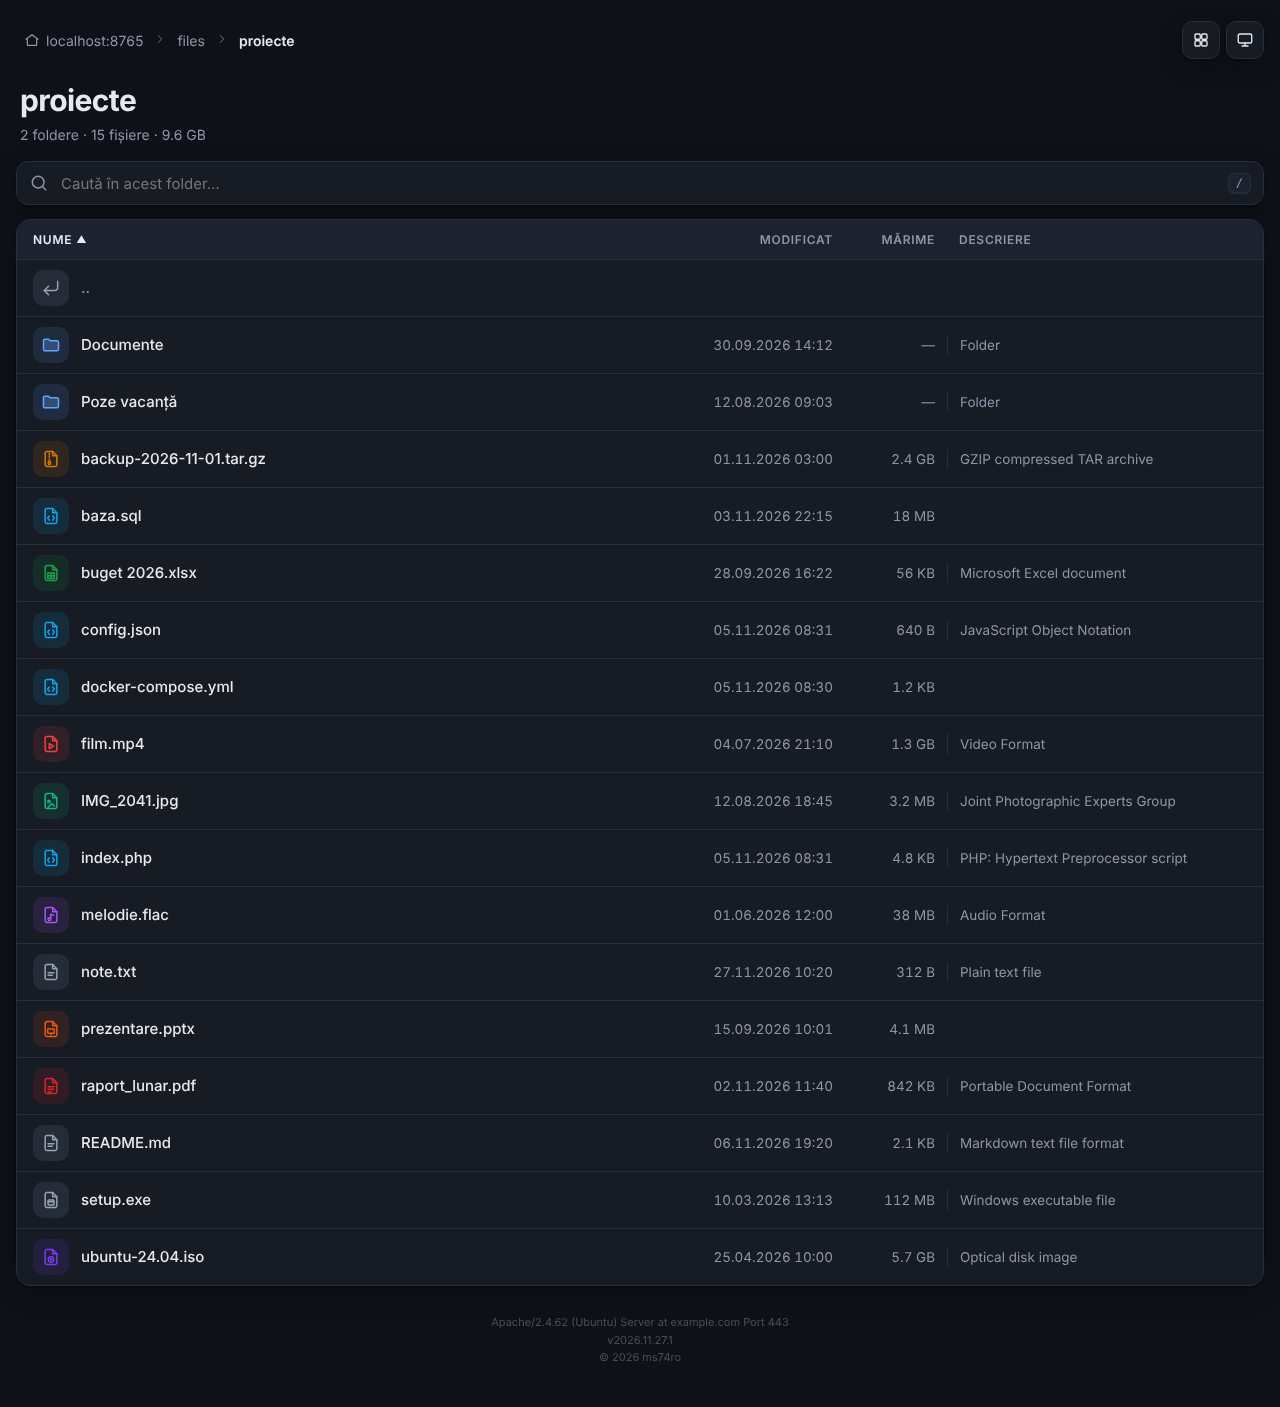 localhost:8765 > files > proiecte
proiecte
2 foldere · 15 fișiere · 9.6 GB
Caută în acest folder... /
NUME ▲ MODIFICAT MĂRIME DESCRIERE
..
Documente 30.09.2026 14:12 — Folder
Poze vacanță 12.08.2026 09:03 — Folder
backup-2026-11-01.tar.gz 01.11.2026 03:00 2.4 GB GZIP compressed TAR archive
baza.sql 03.11.2026 22:15 18 MB
buget 2026.xlsx 28.09.2026 16:22 56 KB Microsoft Excel document
config.json 05.11.2026 08:31 640 B JavaScript Object Notation
docker-compose.yml 05.11.2026 08:30 1.2 KB
film.mp4 04.07.2026 21:10 1.3 GB Video Format
IMG_2041.jpg 12.08.2026 18:45 3.2 MB Joint Photographic Experts Group
index.php 05.11.2026 08:31 4.8 KB PHP: Hypertext Preprocessor script
melodie.flac 01.06.2026 12:00 38 MB Audio Format
note.txt 27.11.2026 10:20 312 B Plain text file
prezentare.pptx 15.09.2026 10:01 4.1 MB
raport_lunar.pdf 02.11.2026 11:40 842 KB Portable Document Format
README.md 06.11.2026 19:20 2.1 KB Markdown text file format
setup.exe 10.03.2026 13:13 112 MB Windows executable file
ubuntu-24.04.iso 25.04.2026 10:00 5.7 GB Optical disk image
Apache/2.4.62 (Ubuntu) Server at example.com Port 443
v2026.11.27.1
© 2026 ms74ro